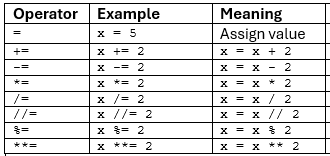 Operator Example Meaning
= x = 5 Assign value
+= x += 2 x = x + 2
-= x -= 2 x = x - 2
*= x *= 2 x = x * 2
/= x /= 2 x = x / 2
//= x //= 2 x = x // 2
%= x %= 2 x = x % 2
**= x **= 2 x = x ** 2